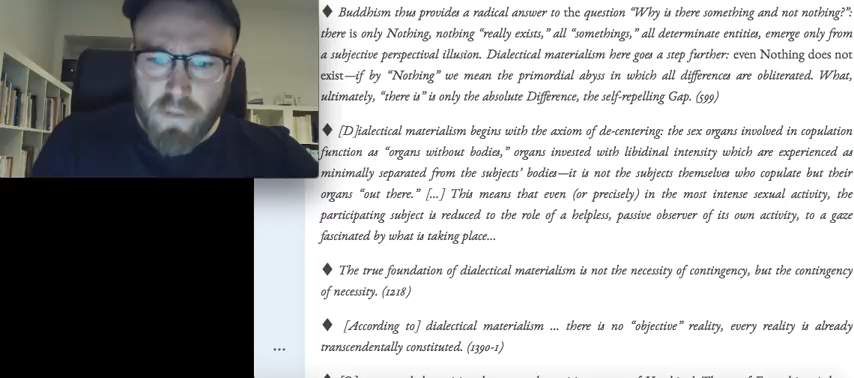 ♦ Buddhism thus provides a radical answer to the question “Why is there something and not nothing?”:
there is only Nothing, nothing “really exists,” all “somethings,” all determinate entities, emerge only from
a subjective perspectival illusion. Dialectical materialism here goes a step further: even Nothing does not
exist—if by “Nothing” we mean the primordial abyss in which all differences are obliterated. What,
ultimately, “there is” is only the absolute Difference, the self-repelling Gap. (599)
♦ [D]ialectical materialism begins with the axiom of de-centering: the sex organs involved in copulation
function as “organs without bodies,” organs invested with libidinal intensity which are experienced as
minimally separated from the subjects’ bodies—it is not the subjects themselves who copulate but their
organs “out there.” [...] This means that even (or precisely) in the most intense sexual activity, the
participating subject is reduced to the role of a helpless, passive observer of its own activity, to a gaze
fascinated by what is taking place...
♦ The true foundation of dialectical materialism is not the necessity of contingency, but the contingency
of necessity. (1218)
♦ [According to] dialectical materialism ... there is no “objective” reality, every reality is already
transcendentally constituted. (1390-1)